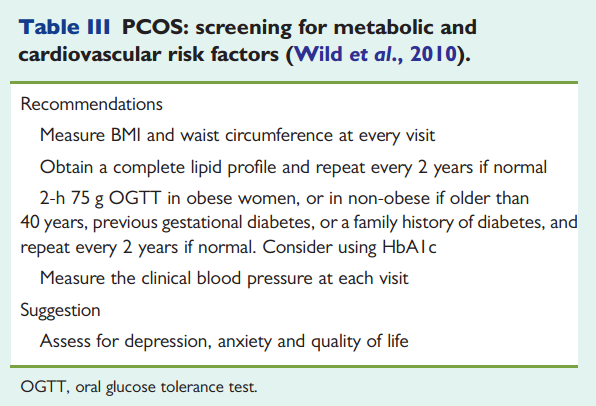 Table III PCOS: screening for metabolic and
cardiovascular risk factors (Wild et al., 2010).
Recommendations
Measure BMI and waist circumference at every visit
Obtain a complete lipid profile and repeat every 2 years if normal
2-h 75 g OGTT in obese women, or in non-obese if older than
40 years, previous gestational diabetes, or a family history of diabetes, and
repeat every 2 years if normal. Consider using HbA1c
Measure the clinical blood pressure at each visit
Suggestion
Assess for depression, anxiety and quality of life
OGTT, oral glucose tolerance test.